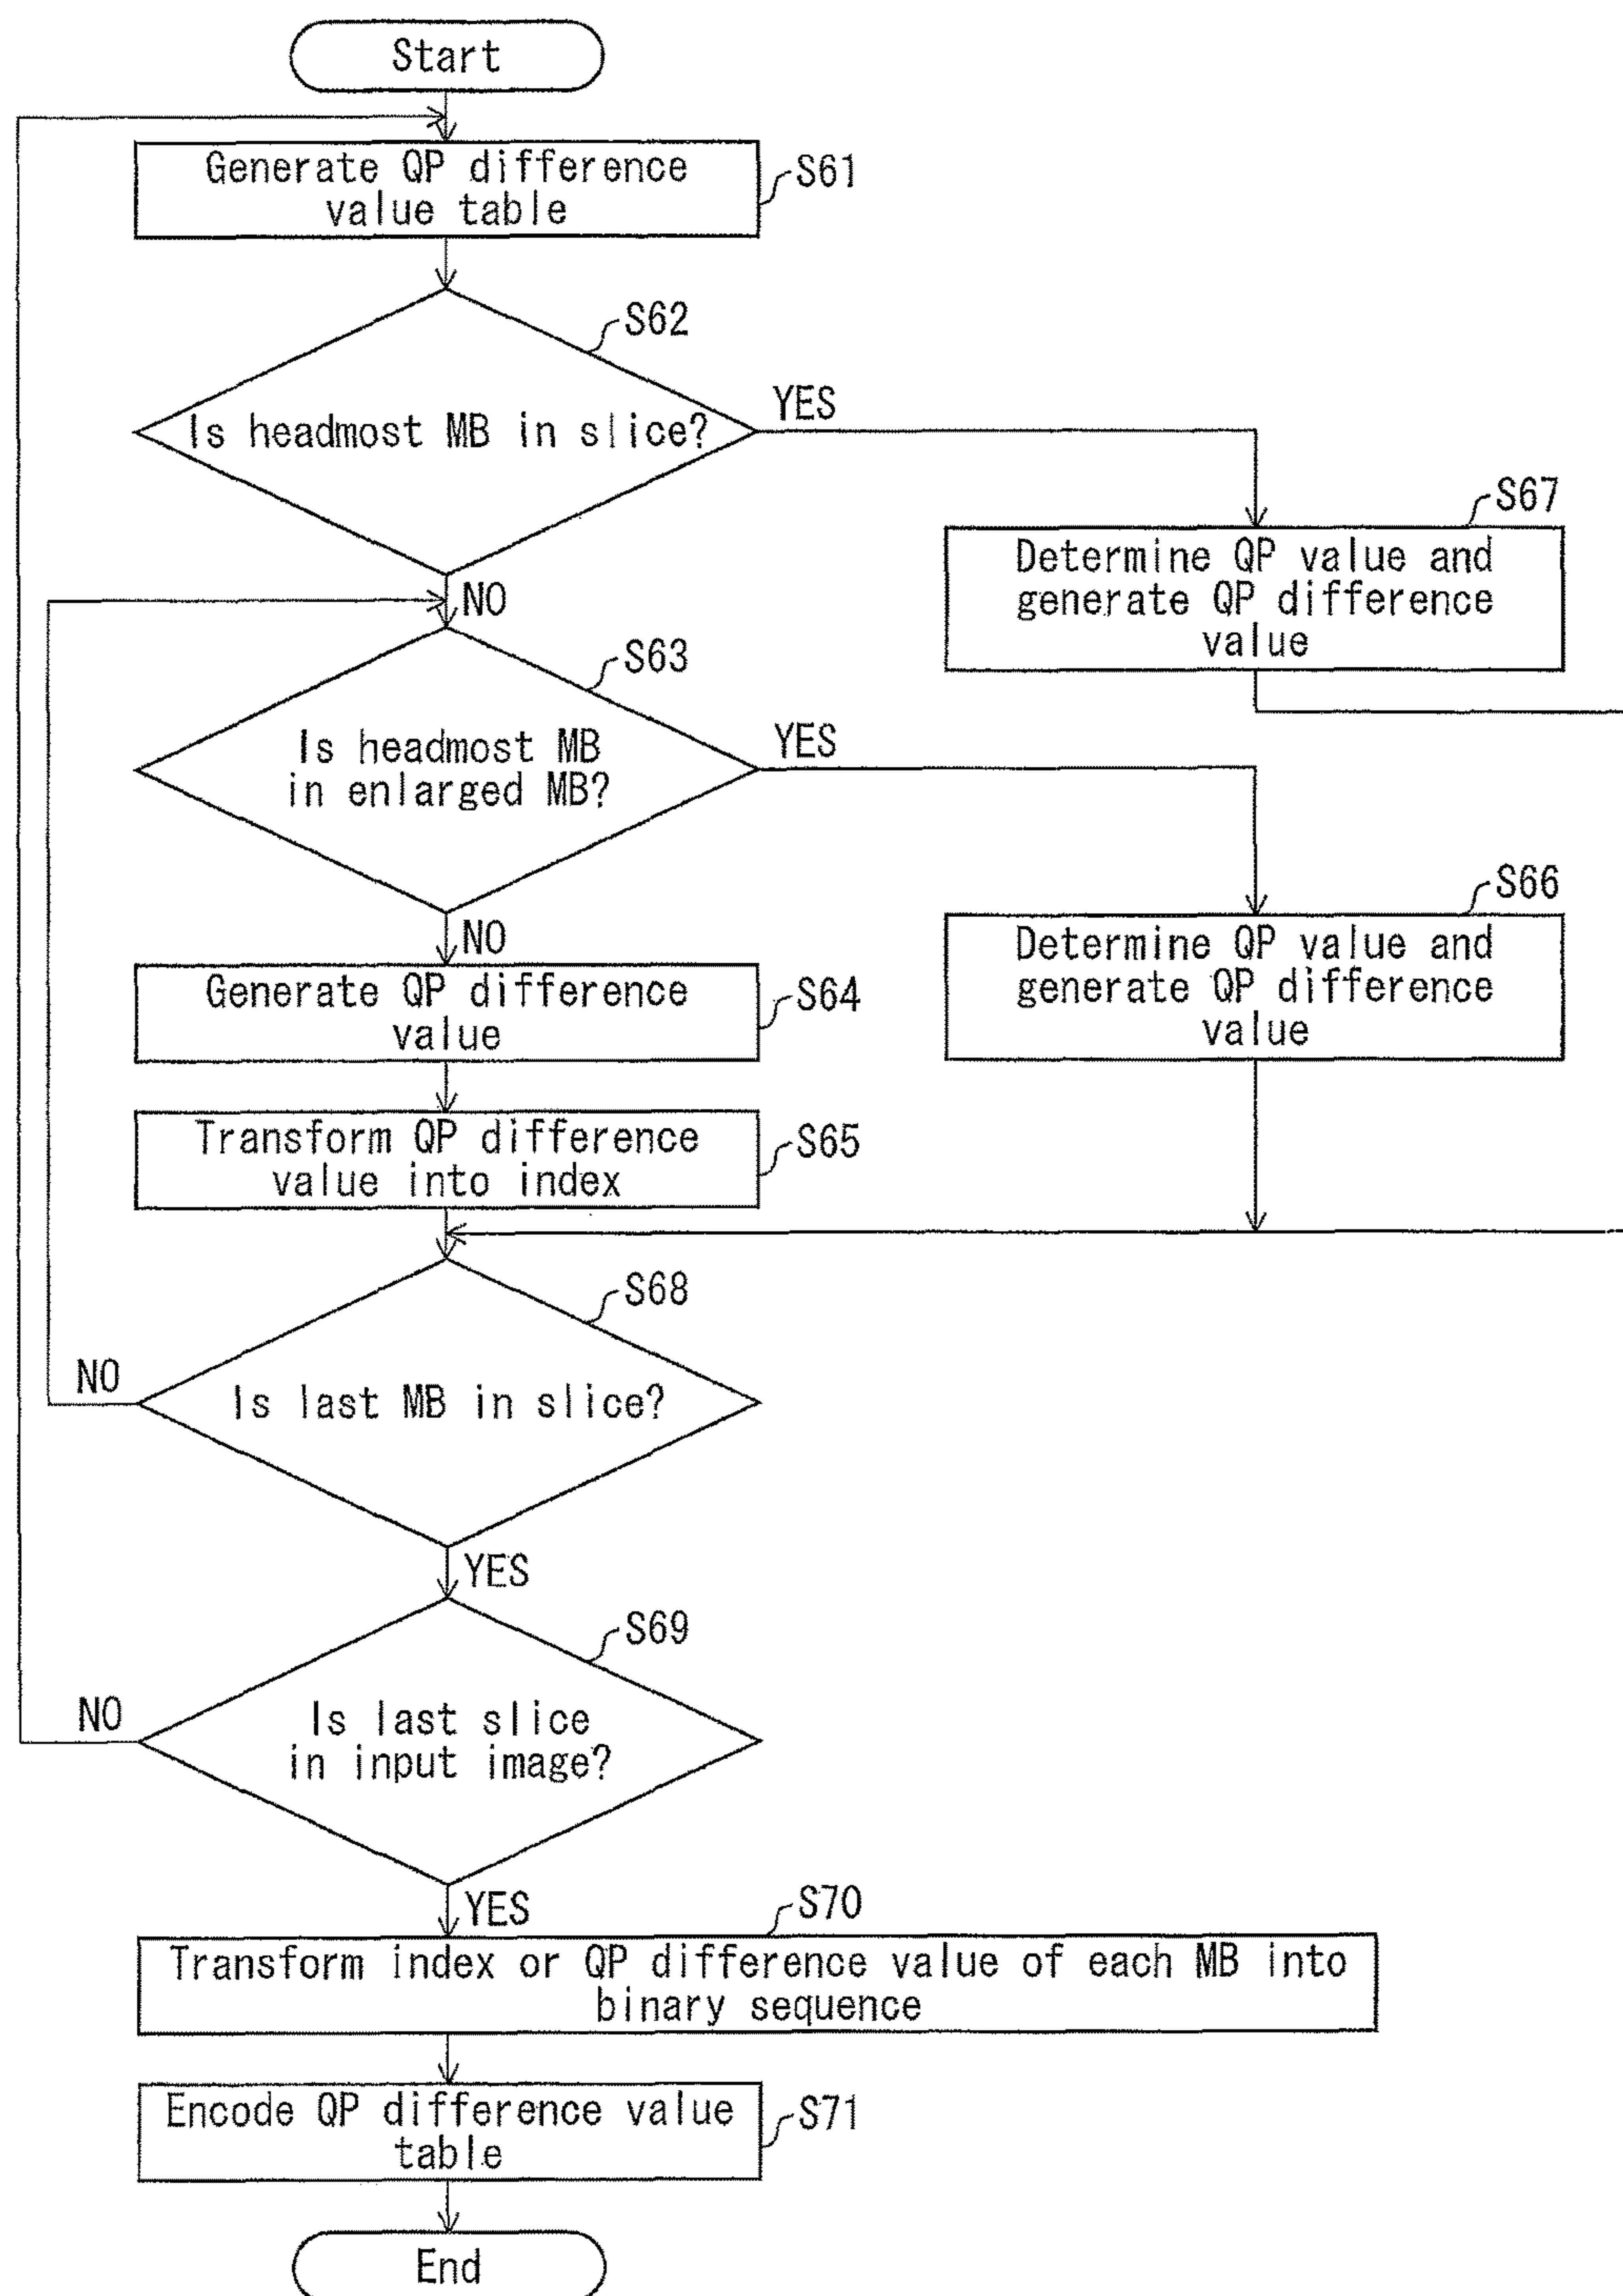 Start
Generate QP difference
value table
S61
S62
Is headmost MB in slice?
YES
NO
S67
Determine QP value and
generate QP difference
value
S63
Is headmost MB
in enlarged MB?
YES
NO
S66
Determine QP value and
generate QP difference
value
Generate QP difference
value
S64
Transform QP difference
value into index
S65
S68
Is last MB in slice?
NO
YES
S69
Is last slice
in input image?
NO
YES
S70
Transform index or QP difference value of each MB into
binary sequence
Encode QP difference value
table
S71
End